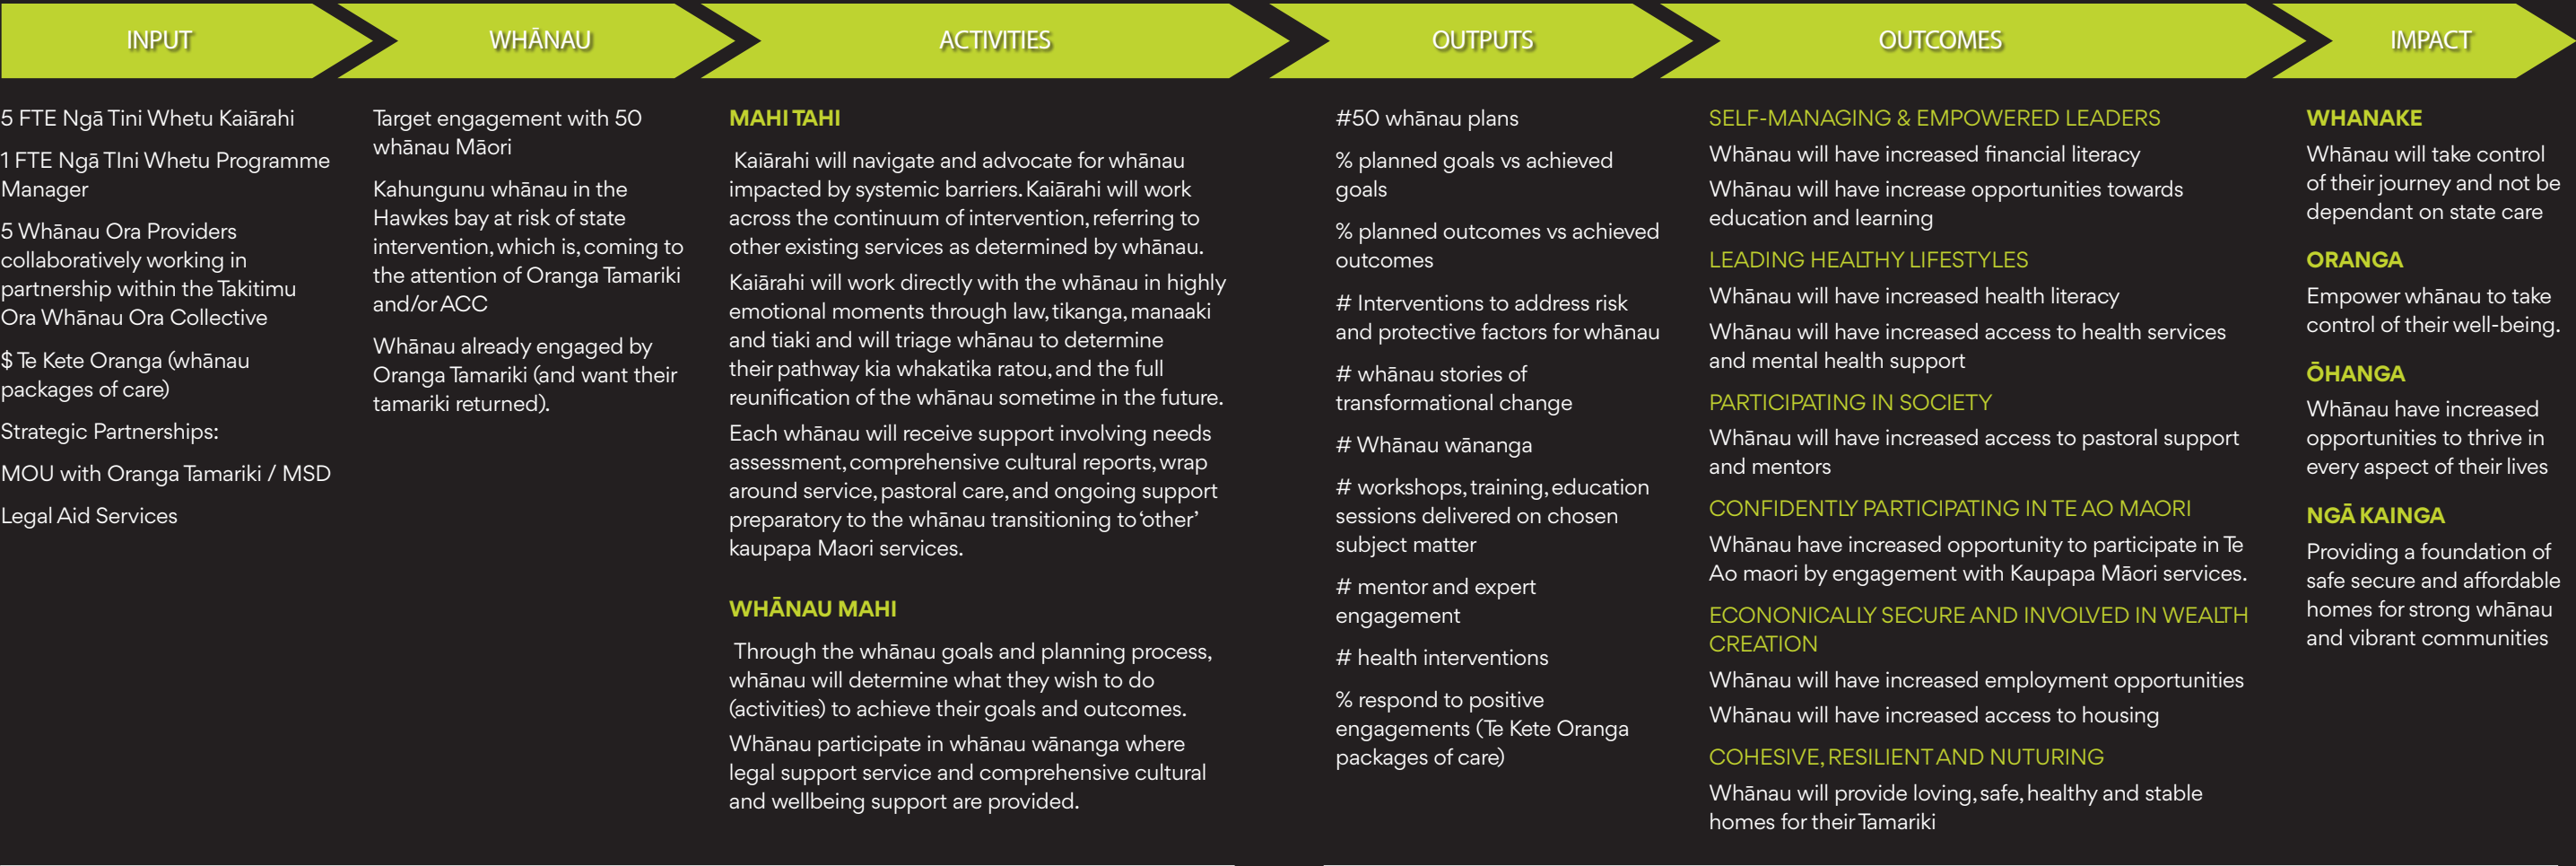 INPUT
WHĀNAU
ACTIVITIES
OUTPUTS
OUTCOMES
IMPACT
5 FTE Ngā Tini Whetu Kaiārahi
1 FTE Ngā TIni Whetu Programme
Manager
5 Whānau Ora Providers
collaboratively working in
partnership within the Takitimu
Ora Whānau Ora Collective
$ Te Kete Oranga (whānau
packages of care)
Strategic Partnerships:
MOU with Oranga Tamariki / MSD
Legal Aid Services
Target engagement with 50
whānau Māori
Kahungunu whānau in the
Hawkes bay at risk of state
intervention, which is, coming to
the attention of Oranga Tamariki
and/or ACC
Whānau already engaged by
Oranga Tamariki (and want their
tamariki returned).
MAHI TAHI
Kaiārahi will navigate and advocate for whānau
impacted by systemic barriers. Kaiārahi will work
across the continuum of intervention, referring to
other existing services as determined by whānau.
Kaiārahi will work directly with the whānau in highly
emotional moments through law, tikanga, manaaki
and tiaki and will triage whānau to determine
their pathway kia whakatika ratou, and the full
reunification of the whānau sometime in the future.
Each whānau will receive support involving needs
assessment, comprehensive cultural reports, wrap
around service, pastoral care, and ongoing support
preparatory to the whānau transitioning to ‘other’
kaupapa Maori services.
WHĀNAU MAHI
Through the whānau goals and planning process,
whānau will determine what they wish to do
(activities) to achieve their goals and outcomes.
Whānau participate in whānau wānanga where
legal support service and comprehensive cultural
and wellbeing support are provided.
#50 whānau plans
% planned goals vs achieved
goals
% planned outcomes vs achieved
outcomes
# Interventions to address risk
and protective factors for whānau
# whānau stories of
transformational change
# Whānau wānanga
# workshops, training, education
sessions delivered on chosen
subject matter
# mentor and expert
engagement
# health interventions
% respond to positive
engagements (Te Kete Oranga
packages of care)
SELF-MANAGING & EMPOWERED LEADERS
Whānau will have increased financial literacy
Whānau will have increase opportunities towards
education and learning
LEADING HEALTHY LIFESTYLES
Whānau will have increased health literacy
Whānau will have increased access to health services
and mental health support
PARTICIPATING IN SOCIETY
Whānau will have increased access to pastoral support
and mentors
CONFIDENTLY PARTICIPATING IN TE AO MAORI
Whānau have increased opportunity to participate in Te
Ao maori by engagement with Kaupapa Māori services.
ECONONICALLY SECURE AND INVOLVED IN WEALTH
CREATION
Whānau will have increased employment opportunities
Whānau will have increased access to housing
COHESIVE, RESILIENT AND NUTURING
Whānau will provide loving, safe, healthy and stable
homes for their Tamariki
WHANAKE
Whānau will take control
of their journey and not be
dependant on state care
ORANGA
Empower whānau to take
control of their well-being.
ŌHANGA
Whānau have increased
opportunities to thrive in
every aspect of their lives
NGĀ KAINGA
Providing a foundation of
safe secure and affordable
homes for strong whānau
and vibrant communities